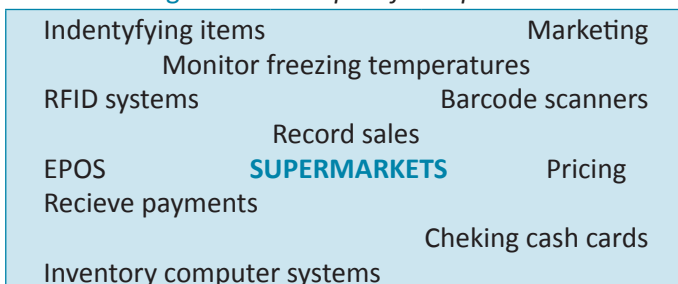 Indentyfying items Marketing
Monitor freezing temperatures
RFID systems Barcode scanners
Record sales
EPOS SUPERMARKETS Pricing
Recieve payments
Cheking cash cards
Inventory computer systems